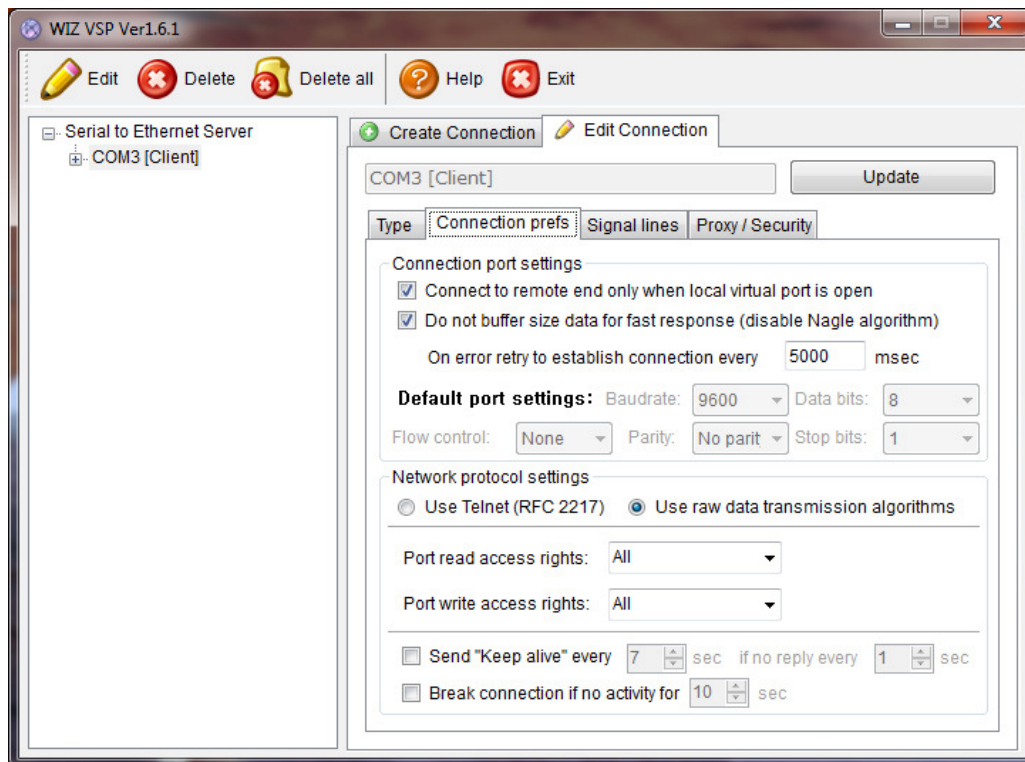 WIZ VSP Ver1.6.1
Edit Delete Delete all Help Exit
Serial to Ethernet Server
COM3 [Client]
Create Connection Edit Connection
COM3 [Client] Update
Type Connection prefs Signal lines Proxy / Security
Connection port settings
Connect to remote end only when local virtual port is open
Do not buffer size data for fast response (disable Nagle algorithm)
On error retry to establish connection every 5000 msec
Default port settings: Baudrate: 9600 Data bits: 8
Flow control: None Parity: No parit Stop bits: 1
Network protocol settings
Use Telnet (RFC 2217) Use raw data transmission algorithms
Port read access rights: All
Port write access rights: All
Send "Keep alive" every 7 sec if no reply every 1 sec
Break connection if no activity for 10 sec